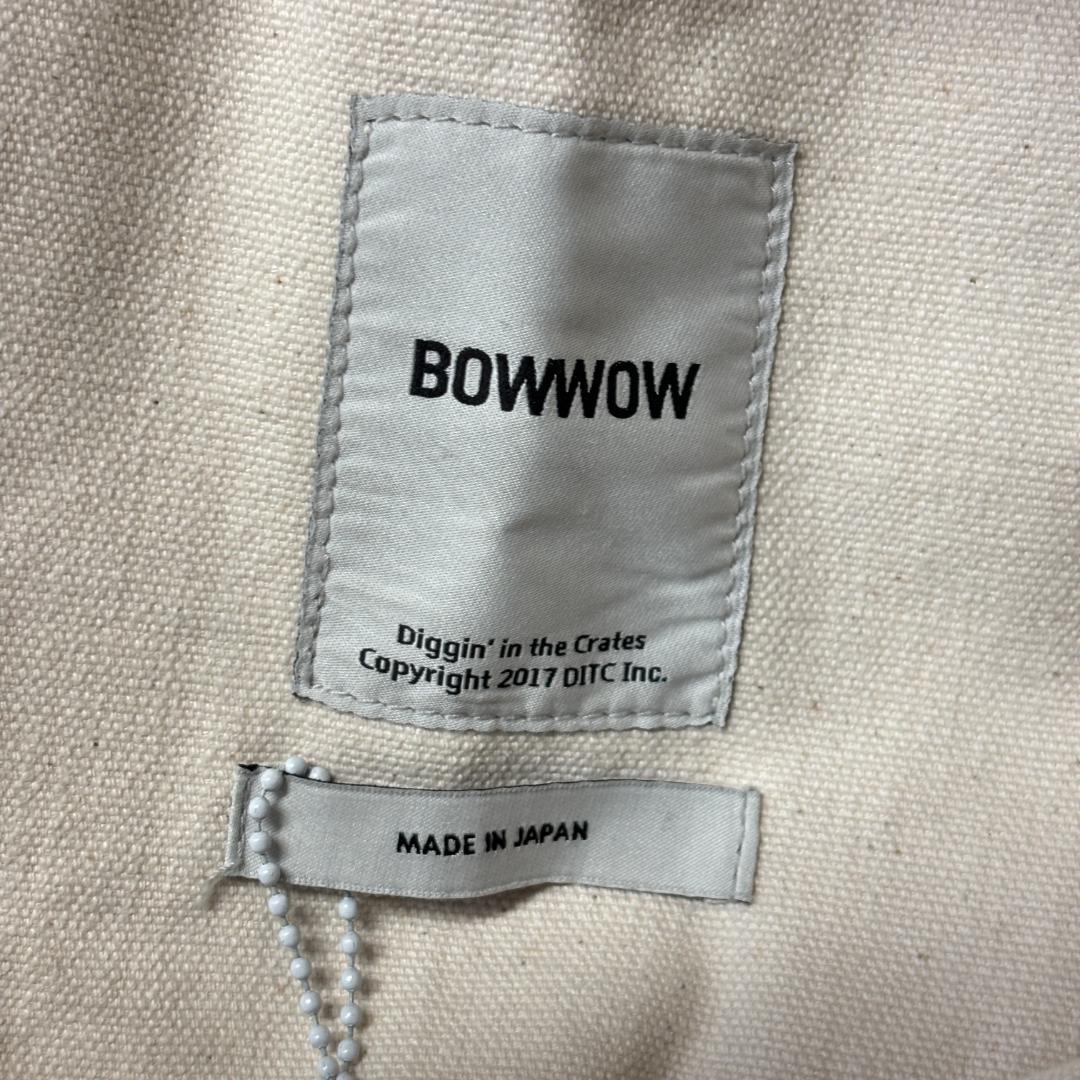 BOWWOW
Diggin' in the Crates
Copyright 2017 DITC Inc.
MADE IN JAPAN